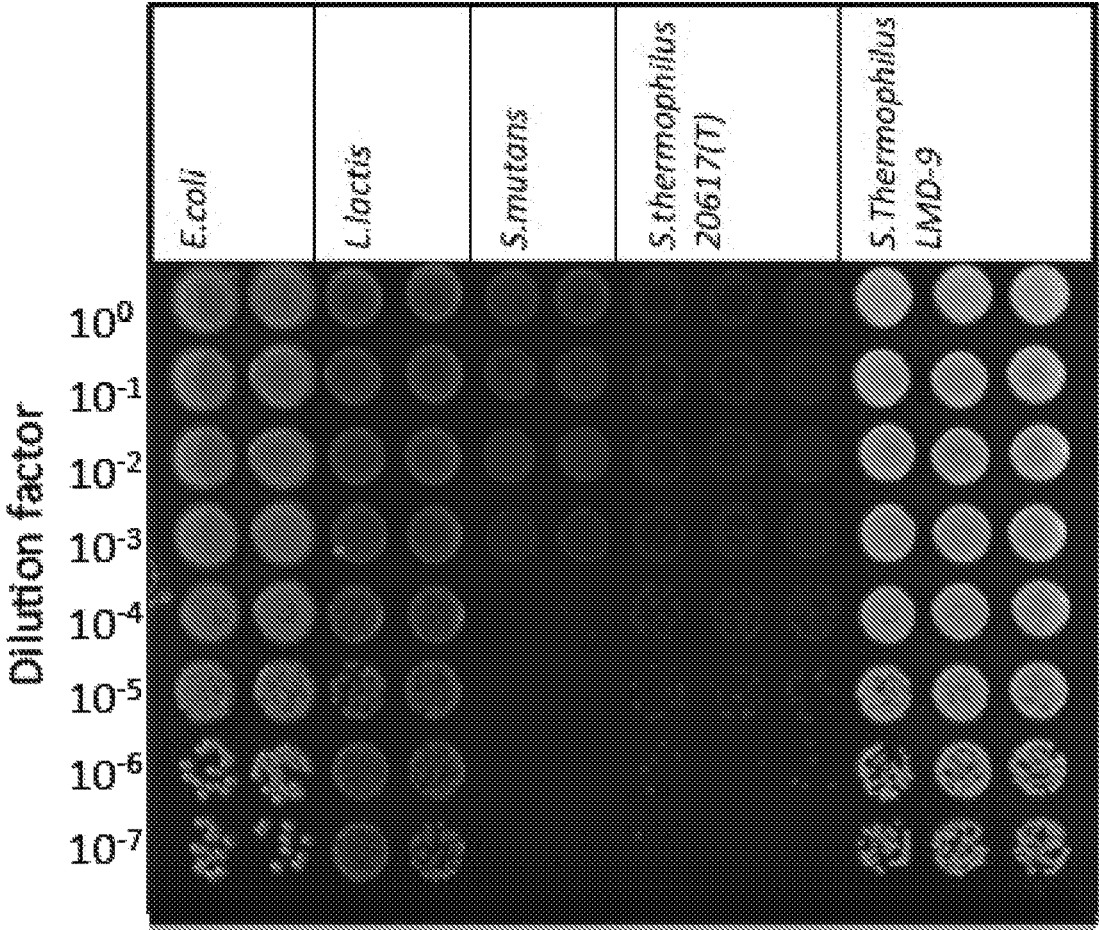 E.coli
L.lactis
S.mutans
S.thermophilus
20617(T)
S.Thermophilus
LMD-9
Dilution factor
10⁰
10⁻¹
10⁻²
10⁻³
10⁻⁴
10⁻⁵
10⁻⁶
10⁻⁷